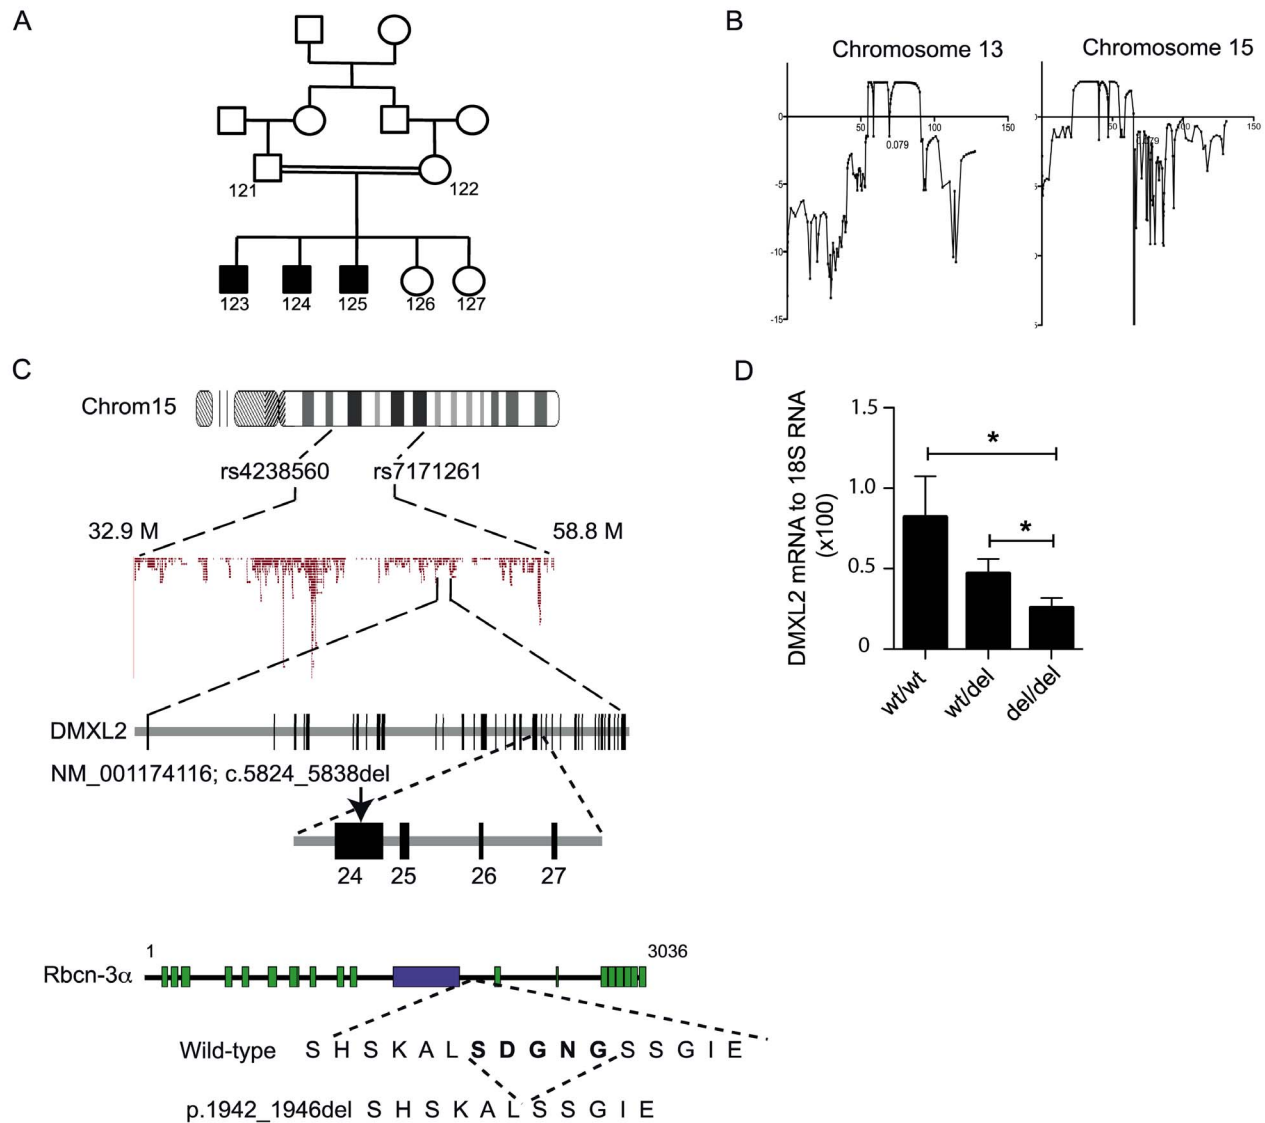 A
121
122
123
124
125
126
127
B
Chromosome 13
Chromosome 15
0
50
100
150
0.079
-5
-10
-15
50
100
150
C
Chrom15
rs4238560
rs7171261
32.9 M
58.8 M
DMXL2
NM_001174116; c.5824_5838del
24
25
26
27
1
3036
Rbcn-3α
Wild-type S H S K A L S D G N G S S G I E
p.1942_1946del S H S K A L S S G I E
D
DMXL2 mRNA to 18S RNA
(x100)
1.5
1.0
0.5
0
*
*
wt/wt
wt/del
del/del